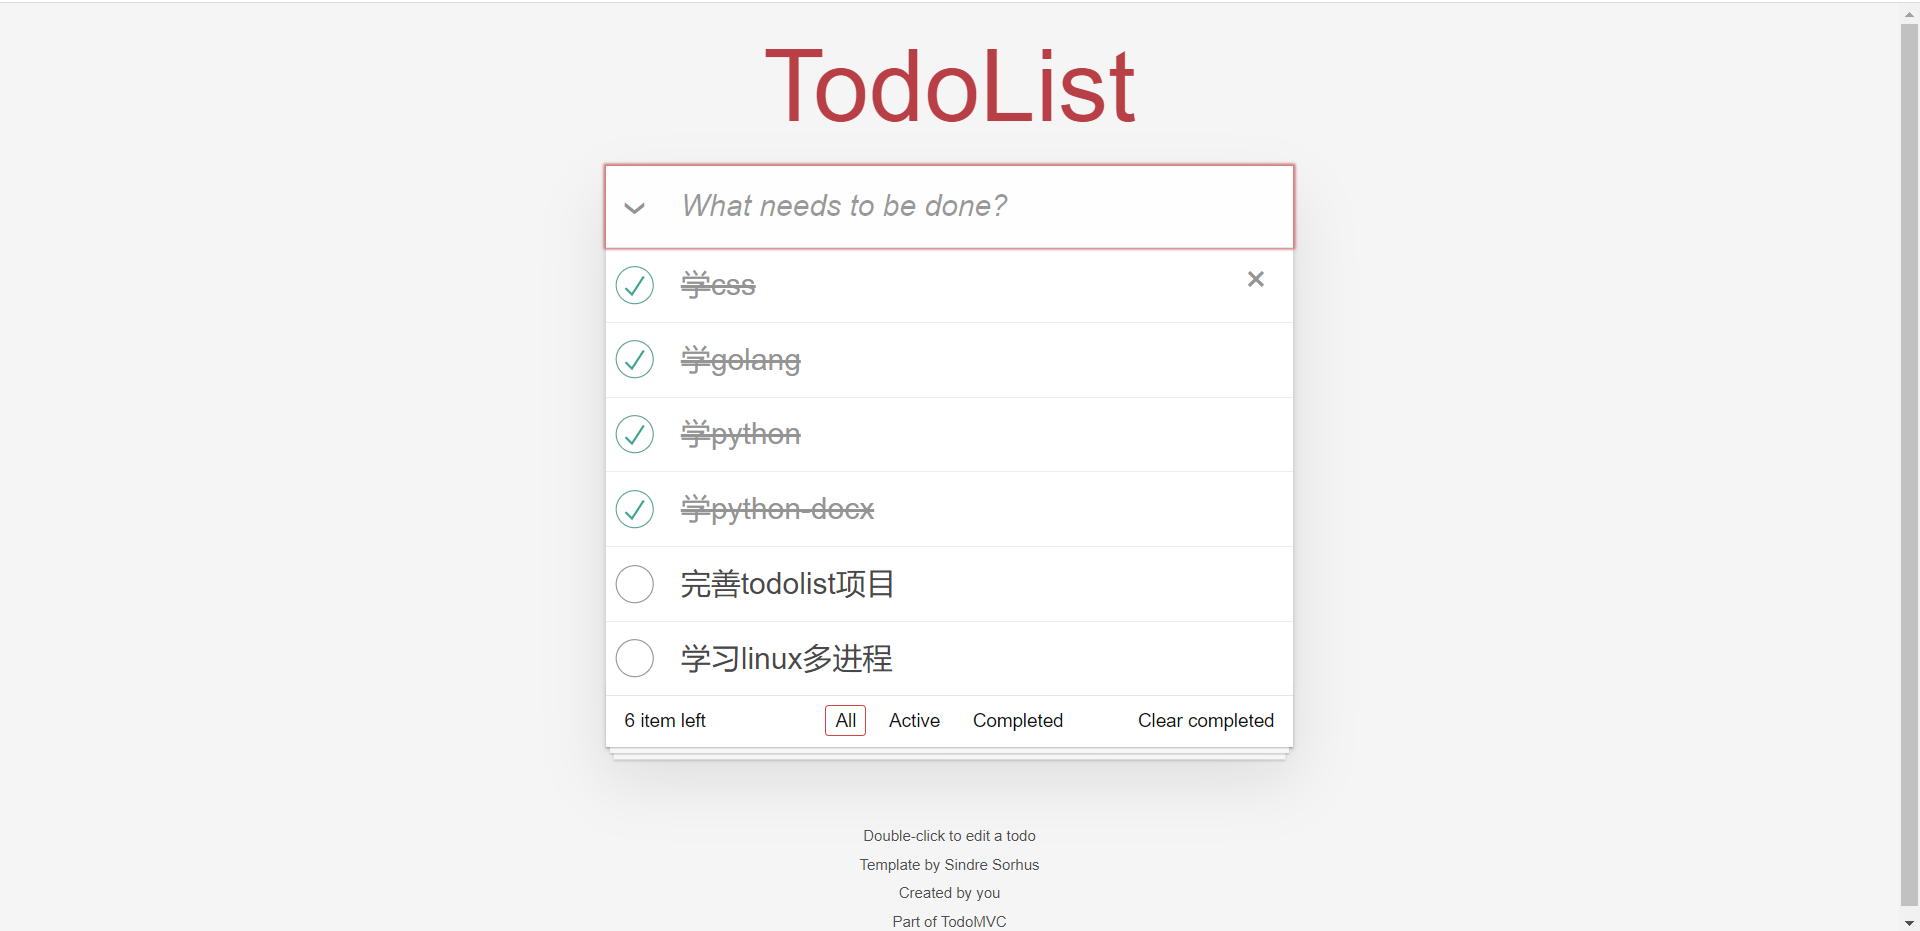 TodoList
What needs to be done?
学css
学golang
学python
学python-docx
完善todolist项目
学习linux多进程
6 item left All Active Completed Clear completed
Double-click to edit a todo
Template by Sindre Sorhus
Created by you
Part of TodoMVC